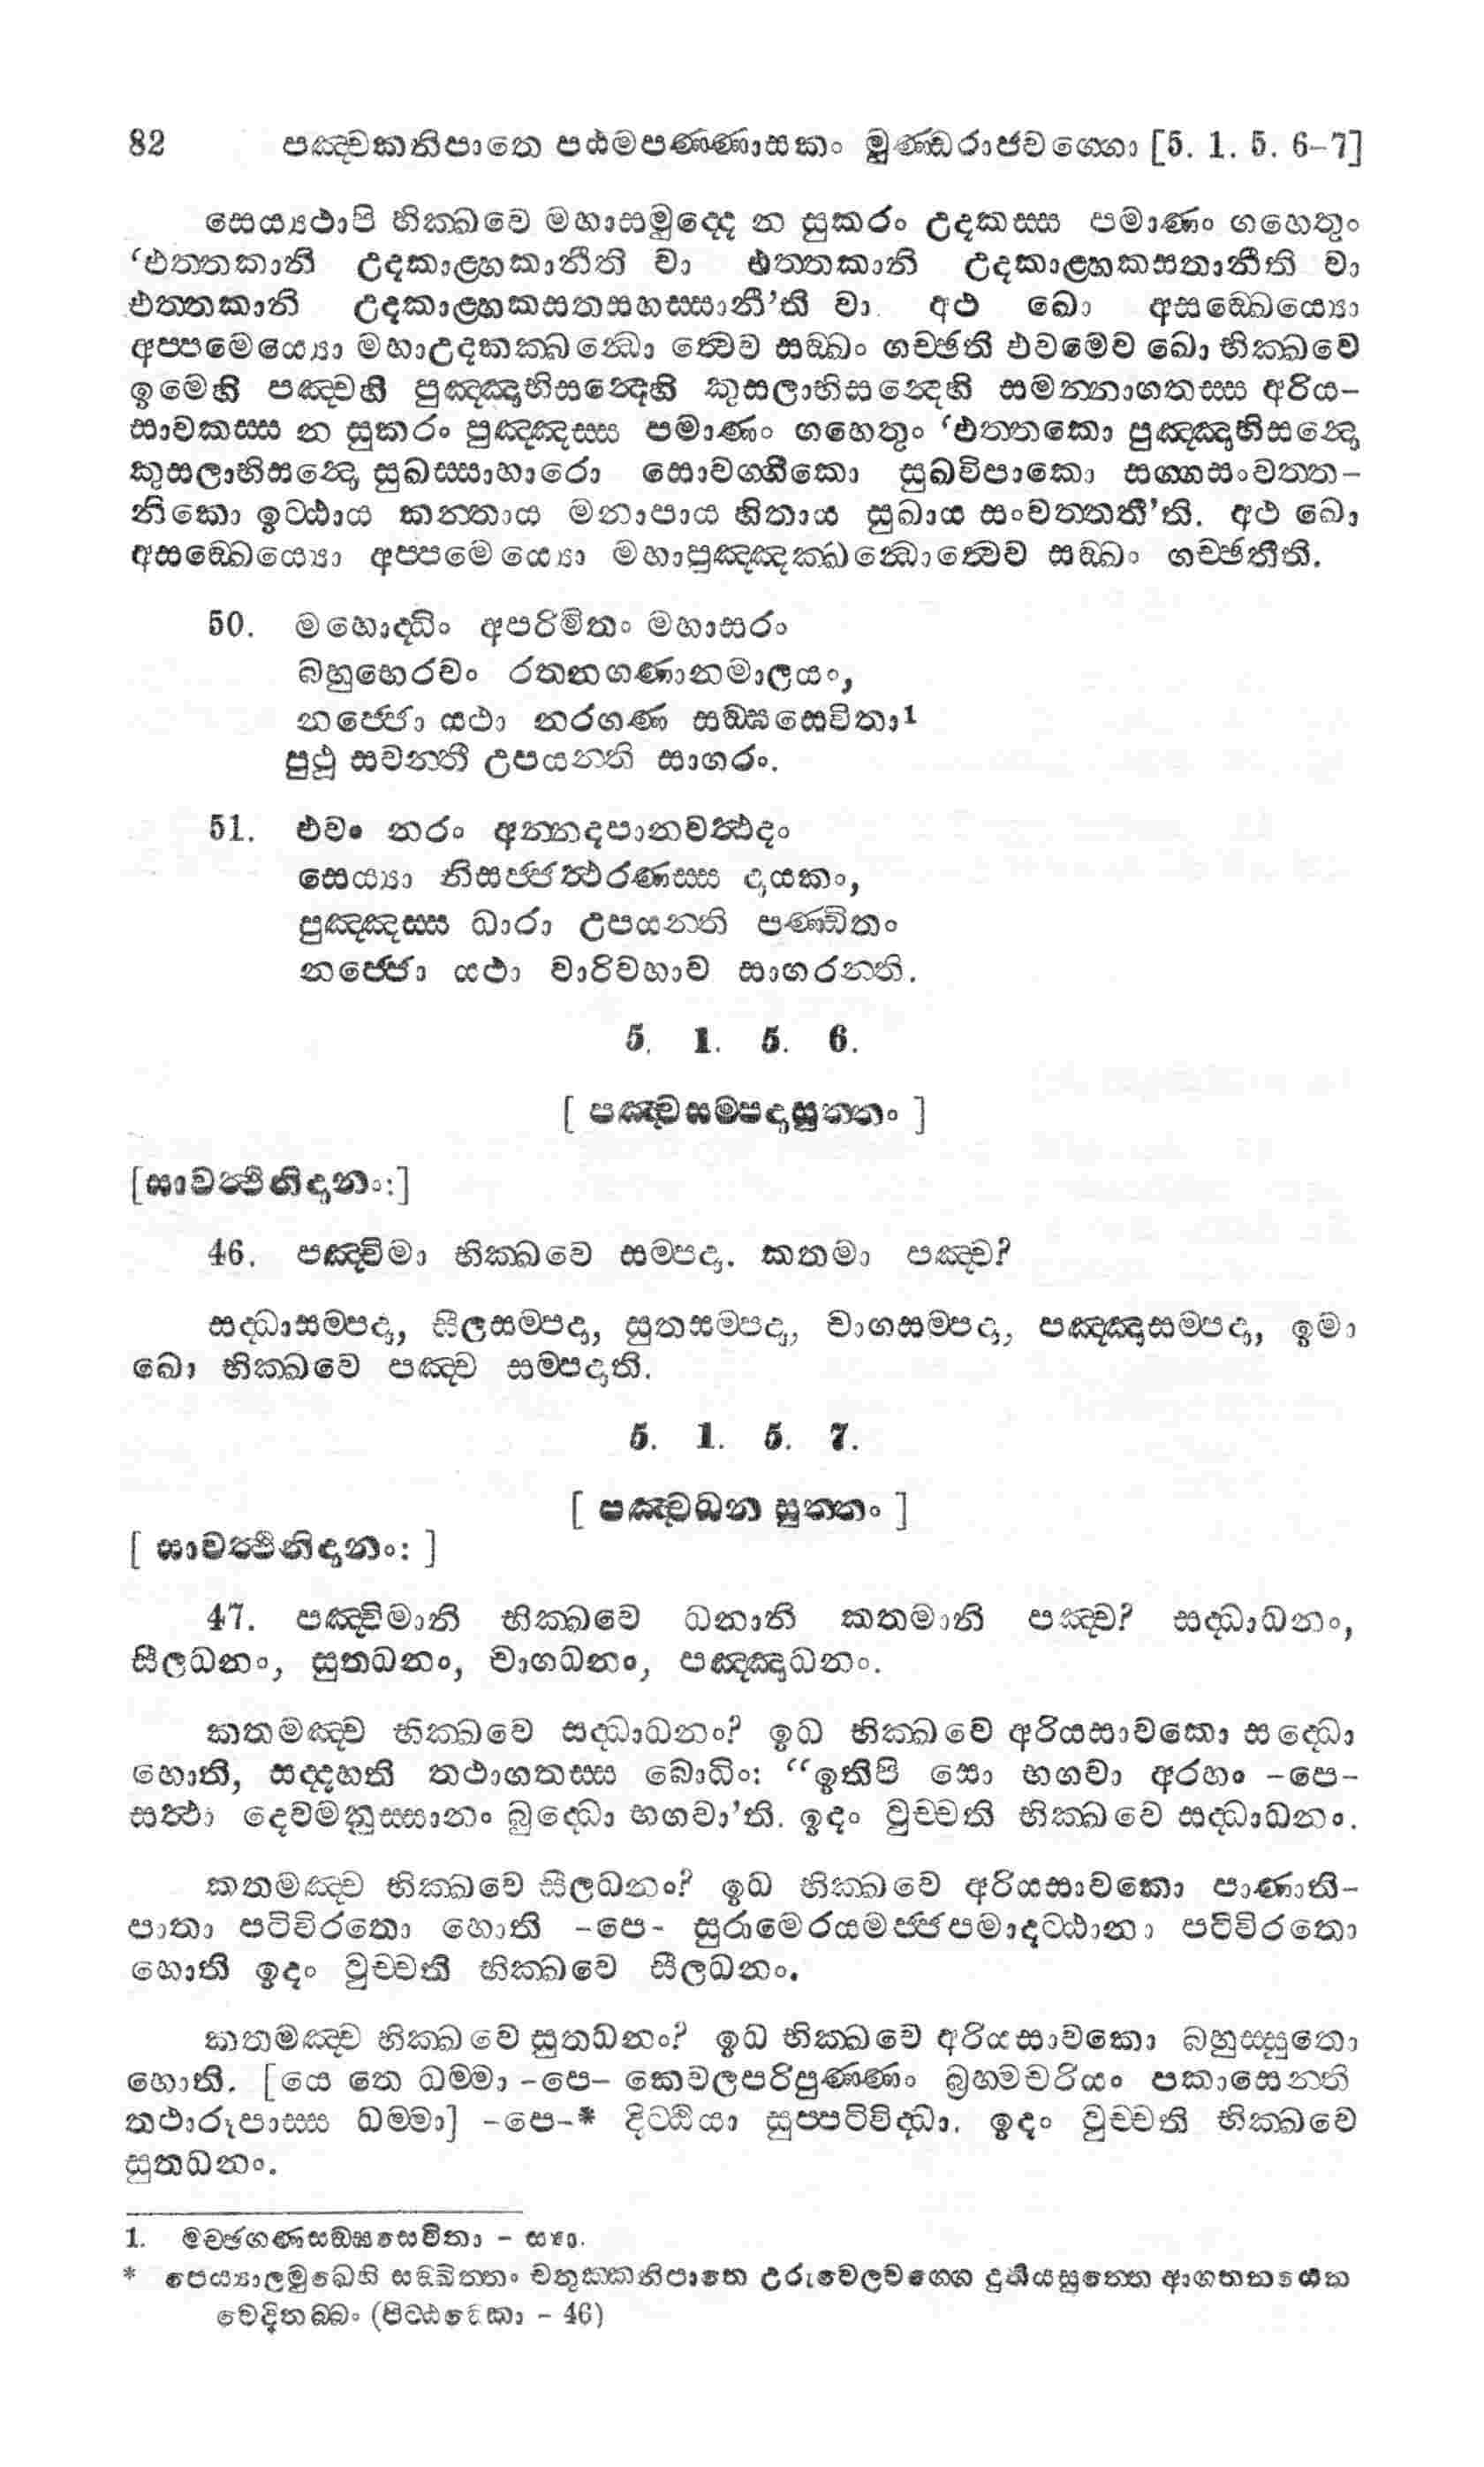 82 පඤ්චකනිපාතෙ පඨමපණ්ණාසකං මුණ්ඩරාජවග්ගො [5. 1. 5. 6–7]
සෙය්‍යථාපි භික්ඛවෙ මහාසමුද්දෙ න සුකරං උදකස්ස පමාණං ගහෙතුං
‘එත්තකානි උදකාළ්හකානීති වා එත්තකානි උදකාළ්හකසතානීති වා
එත්තකානි උදකාළ්හකසතසහස්සානී’ති වා. අථ ඛො අසඞ්ඛෙය්‍යො
අප්පමෙය්‍යො මහාඋදකක්ඛන්ධො ත්වෙව සඞ්ඛං ගච්ඡති එවමෙව ඛො භික්ඛවෙ
ඉමෙහි පඤ්චහි පුඤ්ඤාභිසන්දෙහි කුසලාභිසන්දෙහි සමන්නාගතස්ස අරිය-
සාවකස්ස න සුකරං පුඤ්ඤස්ස පමාණං ගහෙතුං ‘එත්තකො පුඤ්ඤාභිසන්දො
කුසලාභිසන්දො සුඛස්සාහාරො සොවග්ගිකො සුඛවිපාකො සග්ගසංවත්ත-
නිකො ඉට්ඨාය කන්තාය මනාපාය හිතාය සුඛාය සංවත්තතී’ති. අථ ඛො
අසඞ්ඛෙය්‍යො අප්පමෙය්‍යො මහාපුඤ්ඤක්ඛන්ධොත්වෙව සඞ්ඛං ගච්ඡතීති.
50. මහොදධිං අපරිමිතං මහාසරං
බහුභෙරවං රතනගණානමාලයං,
නජ්ජො යථා නරගණ සඞ්ඝසෙවිතා1
පුථූ සවන්තී උපයන්ති සාගරං.
51. එවං නරං අන්නදපානවත්ථදං
සෙය්‍යා නිසජ්ජත්ථරණස්ස දායකං,
පුඤ්ඤස්ස ධාරා උපයන්ති පණ්ඩිතං
නජ්ජො යථා වාරිවහාව සාගරන්ති.
5. 1. 5. 6.
[ පඤ්චසම්පදාසුත්තං ]
[සාවත්ථිනිදානං:]
46. පඤ්චිමා භික්ඛවෙ සම්පදා. කතමා පඤ්ච?
සද්ධාසම්පදා, සීලසම්පදා, සුතසම්පදා, චාගසම්පදා, පඤ්ඤාසම්පදා, ඉමා
ඛො භික්ඛවෙ පඤ්ච සම්පදාති.
5. 1. 5. 7.
[ පඤ්චධන සුත්තං ]
[ සාවත්ථිනිදානං: ]
47. පඤ්චිමානි භික්ඛවෙ ධනානි කතමානි පඤ්ච? සද්ධාධනං,
සීලධනං, සුතධනං, චාගධනං, පඤ්ඤාධනං.
කතමඤ්ච භික්ඛවෙ සද්ධාධනං? ඉධ භික්ඛවෙ අරියසාවකො සද්ධො
හොති, සද්දහති තථාගතස්ස බොධිං: “ඉතිපි සො භගවා අරහං -පෙ-
සත්ථා දෙවමනුස්සානං බුද්ධො භගවා’ති. ඉදං වුච්චති භික්ඛවෙ සද්ධාධනං.
කතමඤ්ච භික්ඛවෙ සීලධනං? ඉධ භික්ඛවෙ අරියසාවකො පාණාති-
පාතා පටිවිරතො හොති -පෙ- සුරාමෙරයමජ්ජපමාදට්ඨානා පටිවිරතො
හොති ඉදං වුච්චති භික්ඛවෙ සීලධනං.
කතමඤ්ච භික්ඛවෙ සුතධනං? ඉධ භික්ඛවෙ අරියසාවකො බහුස්සුතො
හොති. [යෙ තෙ ධම්මා -පෙ- කෙවලපරිපුණ්ණං බ්‍රහ්මචරියං පකාසෙන්ති
තථාරූපාස්ස ධම්මා] -පෙ-* දිට්ඨියා සුප්පටිවිද්ධා. ඉදං වුච්චති භික්ඛවෙ
සුතධනං.
1. මච්ඡගණසඞ්ඝසෙවිතා – ස්‍යා.
* පෙය්‍යාලමුඛෙහි සඞ්ඛිත්තං චතුක්කනිපාතෙ උරුවෙලවග්ගෙ දුතියසුත්තෙ ආගතනයෙන
වෙදිතබ්බං (පිට්ඨඞ්කො – 46)